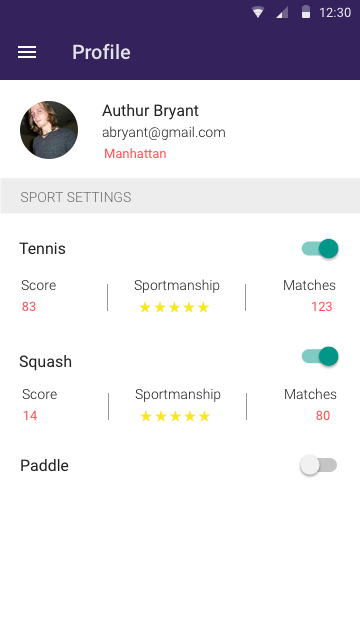 12:30
Profile
Authur Bryant
abryant@gmail.com
Manhattan
SPORT SETTINGS
Tennis
Score Sportmanship Matches
83 ★★★★★ 123
Squash
Score Sportmanship Matches
14 ★★★★★ 80
Paddle